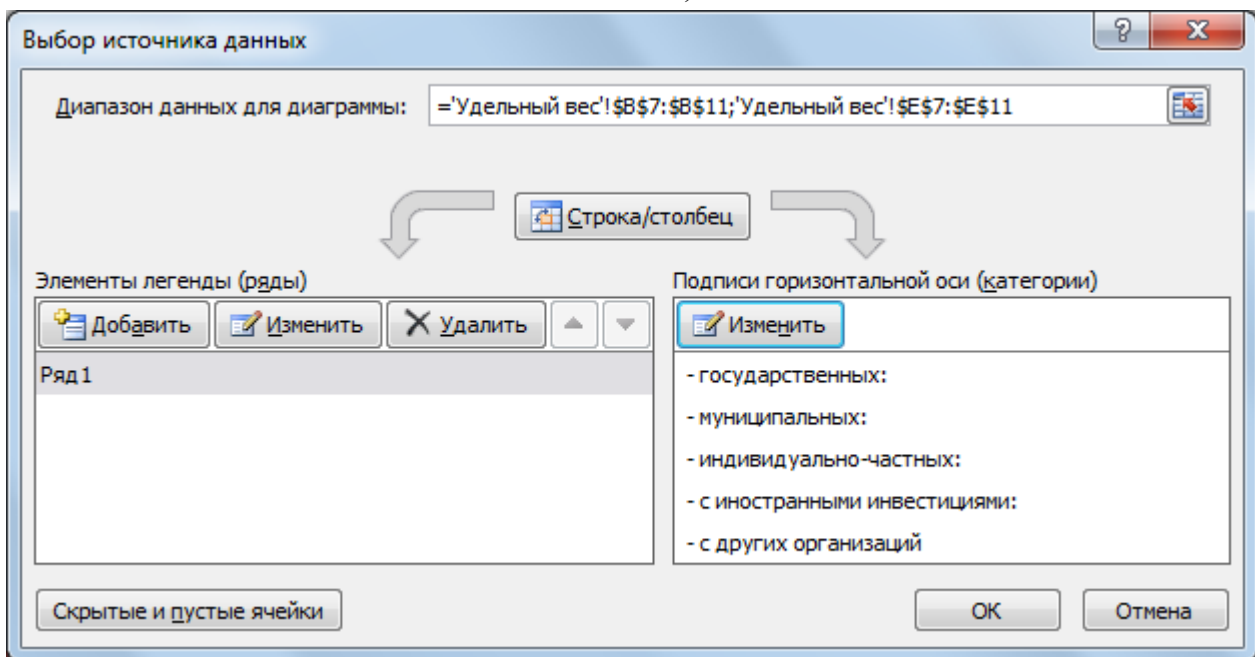 Выбор источника данных
Диапазон данных для диаграммы: ='Удельный вес'!$B$7:$B$11;'Удельный вес'!$E$7:$E$11
Строка/столбец
Элементы легенды (ряды)
Добавить Изменить Удалить
Ряд1
Подписи горизонтальной оси (категории)
Изменить
- государственных:
- муниципальных:
- индивидуально-частных:
- с иностранными инвестициями:
- с других организаций
Скрытые и пустые ячейки
ОК Отмена